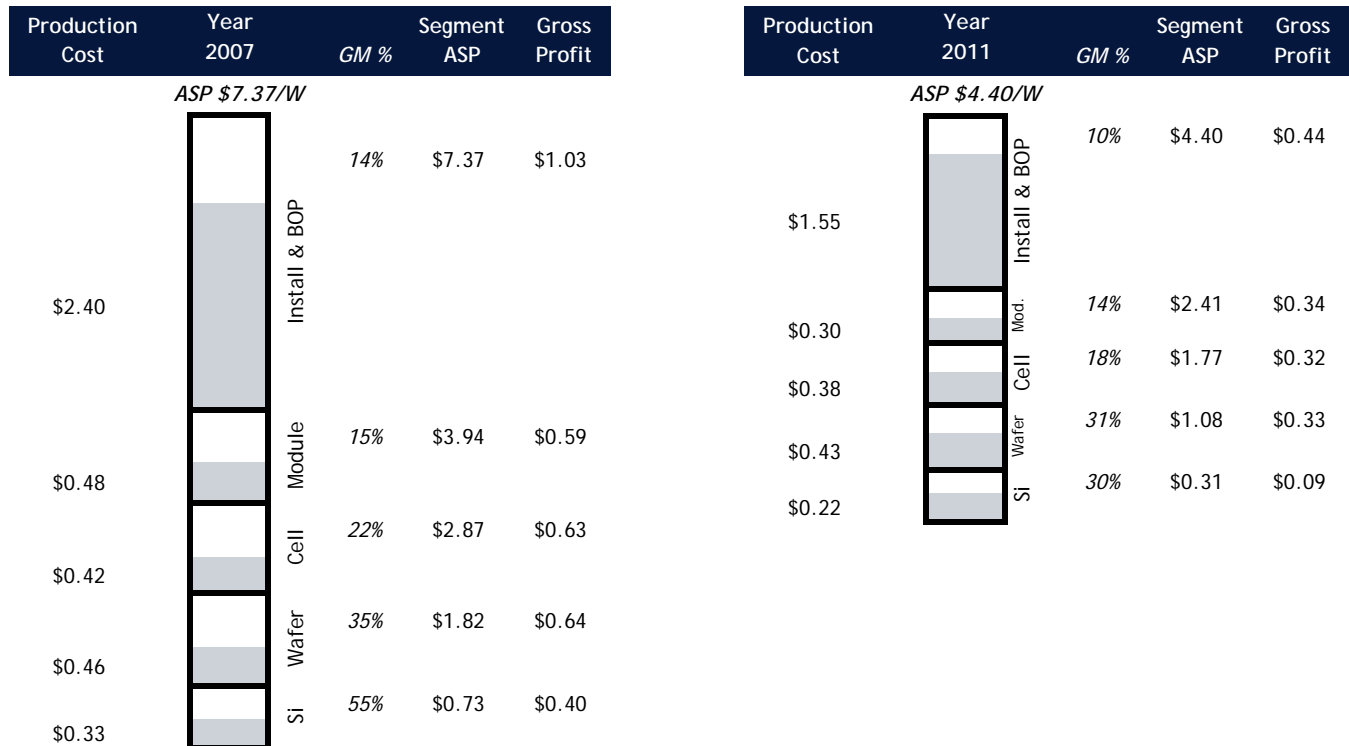 Production Cost
Year 2007
GM %
Segment ASP
Gross Profit
ASP $7.37/W
14% $7.37 $1.03
Install & BOP
$2.40
Module
15% $3.94 $0.59
$0.48
Cell
22% $2.87 $0.63
$0.42
Wafer
35% $1.82 $0.64
$0.46
Si
55% $0.73 $0.40
$0.33
Production Cost
Year 2011
GM %
Segment ASP
Gross Profit
ASP $4.40/W
10% $4.40 $0.44
Install & BOP
$1.55
Mod.
14% $2.41 $0.34
$0.30
Cell
18% $1.77 $0.32
$0.38
Wafer
31% $1.08 $0.33
$0.43
Si
30% $0.31 $0.09
$0.22